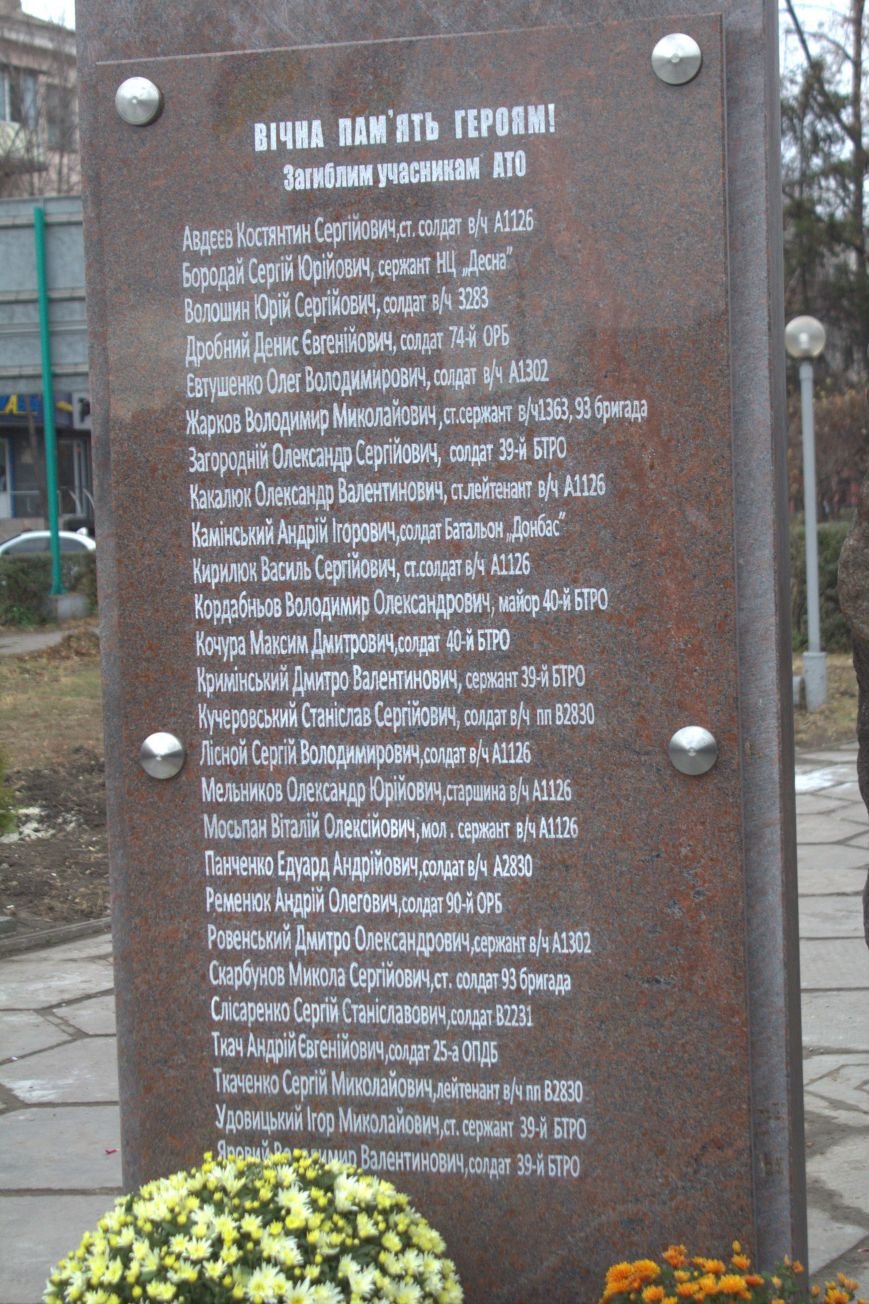 ВІЧНА ПАМ'ЯТЬ ГЕРОЯМ!
Загиблим учасникам АТО
Авдєєв Костянтин Сергійович,ст. солдат в/ч А1126
Бородай Сергій Юрійович, сержант НЦ „Десна”
Волошин Юрій Сергійович, солдат в/ч 3283
Дробний Денис Євгенійович, солдат 74-й ОРБ
Евтушенко Олег Володимирович, солдат в/ч А1302
Жарков Володимир Миколайович,ст.сержант в/ч1363, 93 бригада
Загородній Олександр Сергійович, солдат 39-й БТРО
Какалюк Олександр Валентинович, ст.лейтенант в/ч А1126
Камінський Андрій Ігорович,солдат Батальон „Донбас”
Кирилюк Василь Сергійович, ст.солдат в/ч А1126
Кордабньов Володимир Олександрович, майор 40-й БТРО
Кочура Максим Дмитрович,солдат 40-й БТРО
Кримінський Дмитро Валентинович, сержант 39-й БТРО
Кучеровський Станіслав Сергійович, солдат в/ч пп В2830
Лісной Сергій Володимирович,солдат в/ч А1126
Мельников Олександр Юрійович,старшина в/ч А1126
Мосьпан Віталій Олексійович,мол . сержант в/ч А1126
Панченко Едуард Андрійович,солдат в/ч А2830
Ременюк Андрій Олегович,солдат 90-й ОРБ
Ровенський Дмитро Олександрович,сержант в/ч А1302
Скарбунов Микола Сергійович,ст. солдат 93 бригада
Слісаренко Сергій Станіславович,солдат В2231
Ткач Андрій Євгенійович,солдат 25-а ОПДБ
Ткаченко Сергій Миколайович,лейтенант в/ч пп В2830
Удовицький Ігор Миколайович,ст. сержант 39-й БТРО
Яровий Володимир Валентинович,солдат 39-й БТРО